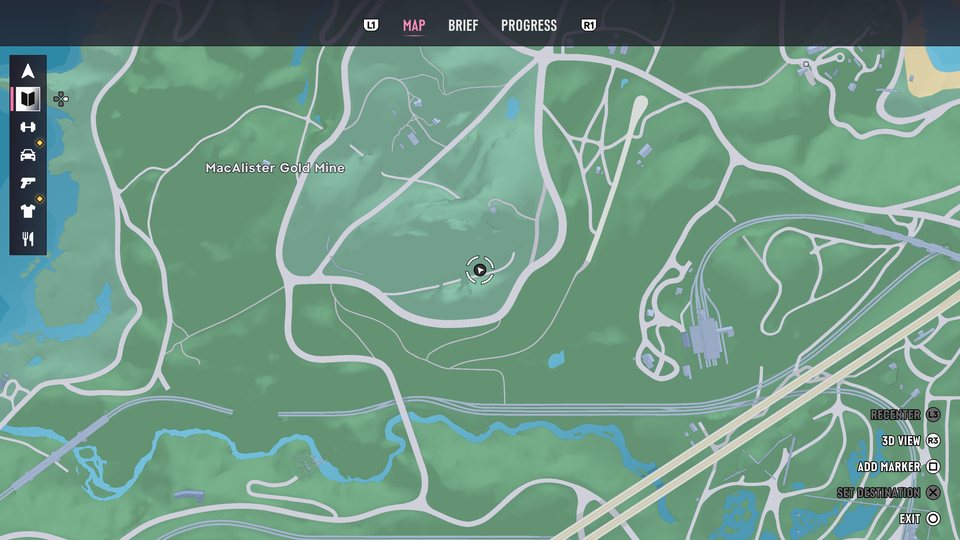 L1 MAP BRIEF PROGRESS R1
MacAlister Gold Mine
RECENTER L3
3D VIEW R3
ADD MARKER
SET DESTINATION
EXIT